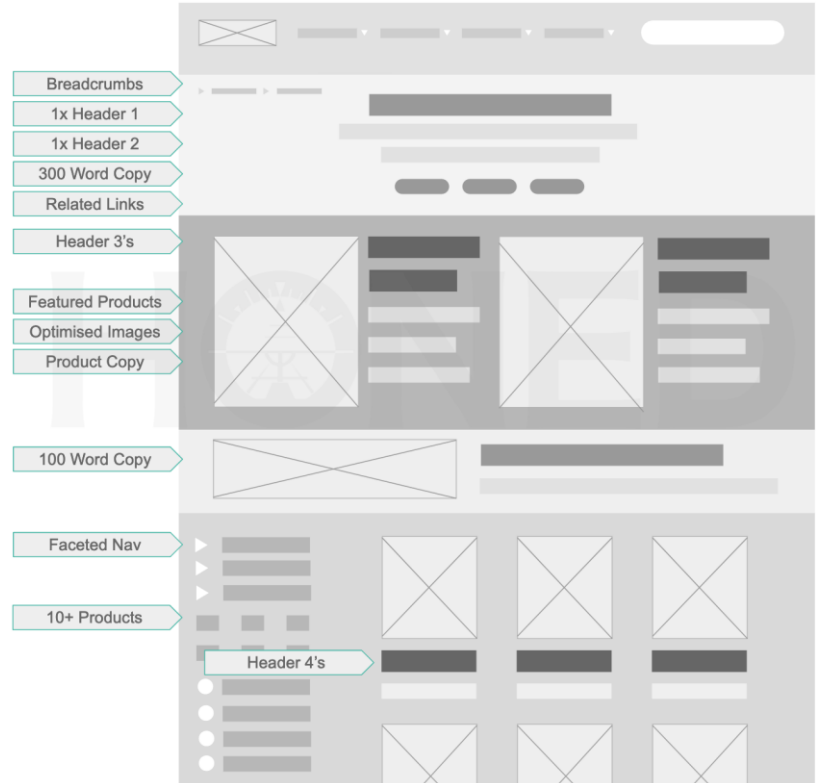 Breadcrumbs
1x Header 1
1x Header 2
300 Word Copy
Related Links
Header 3's
HONED
Featured Products
Optimised Images
Product Copy
100 Word Copy
Faceted Nav
10+ Products
Header 4's